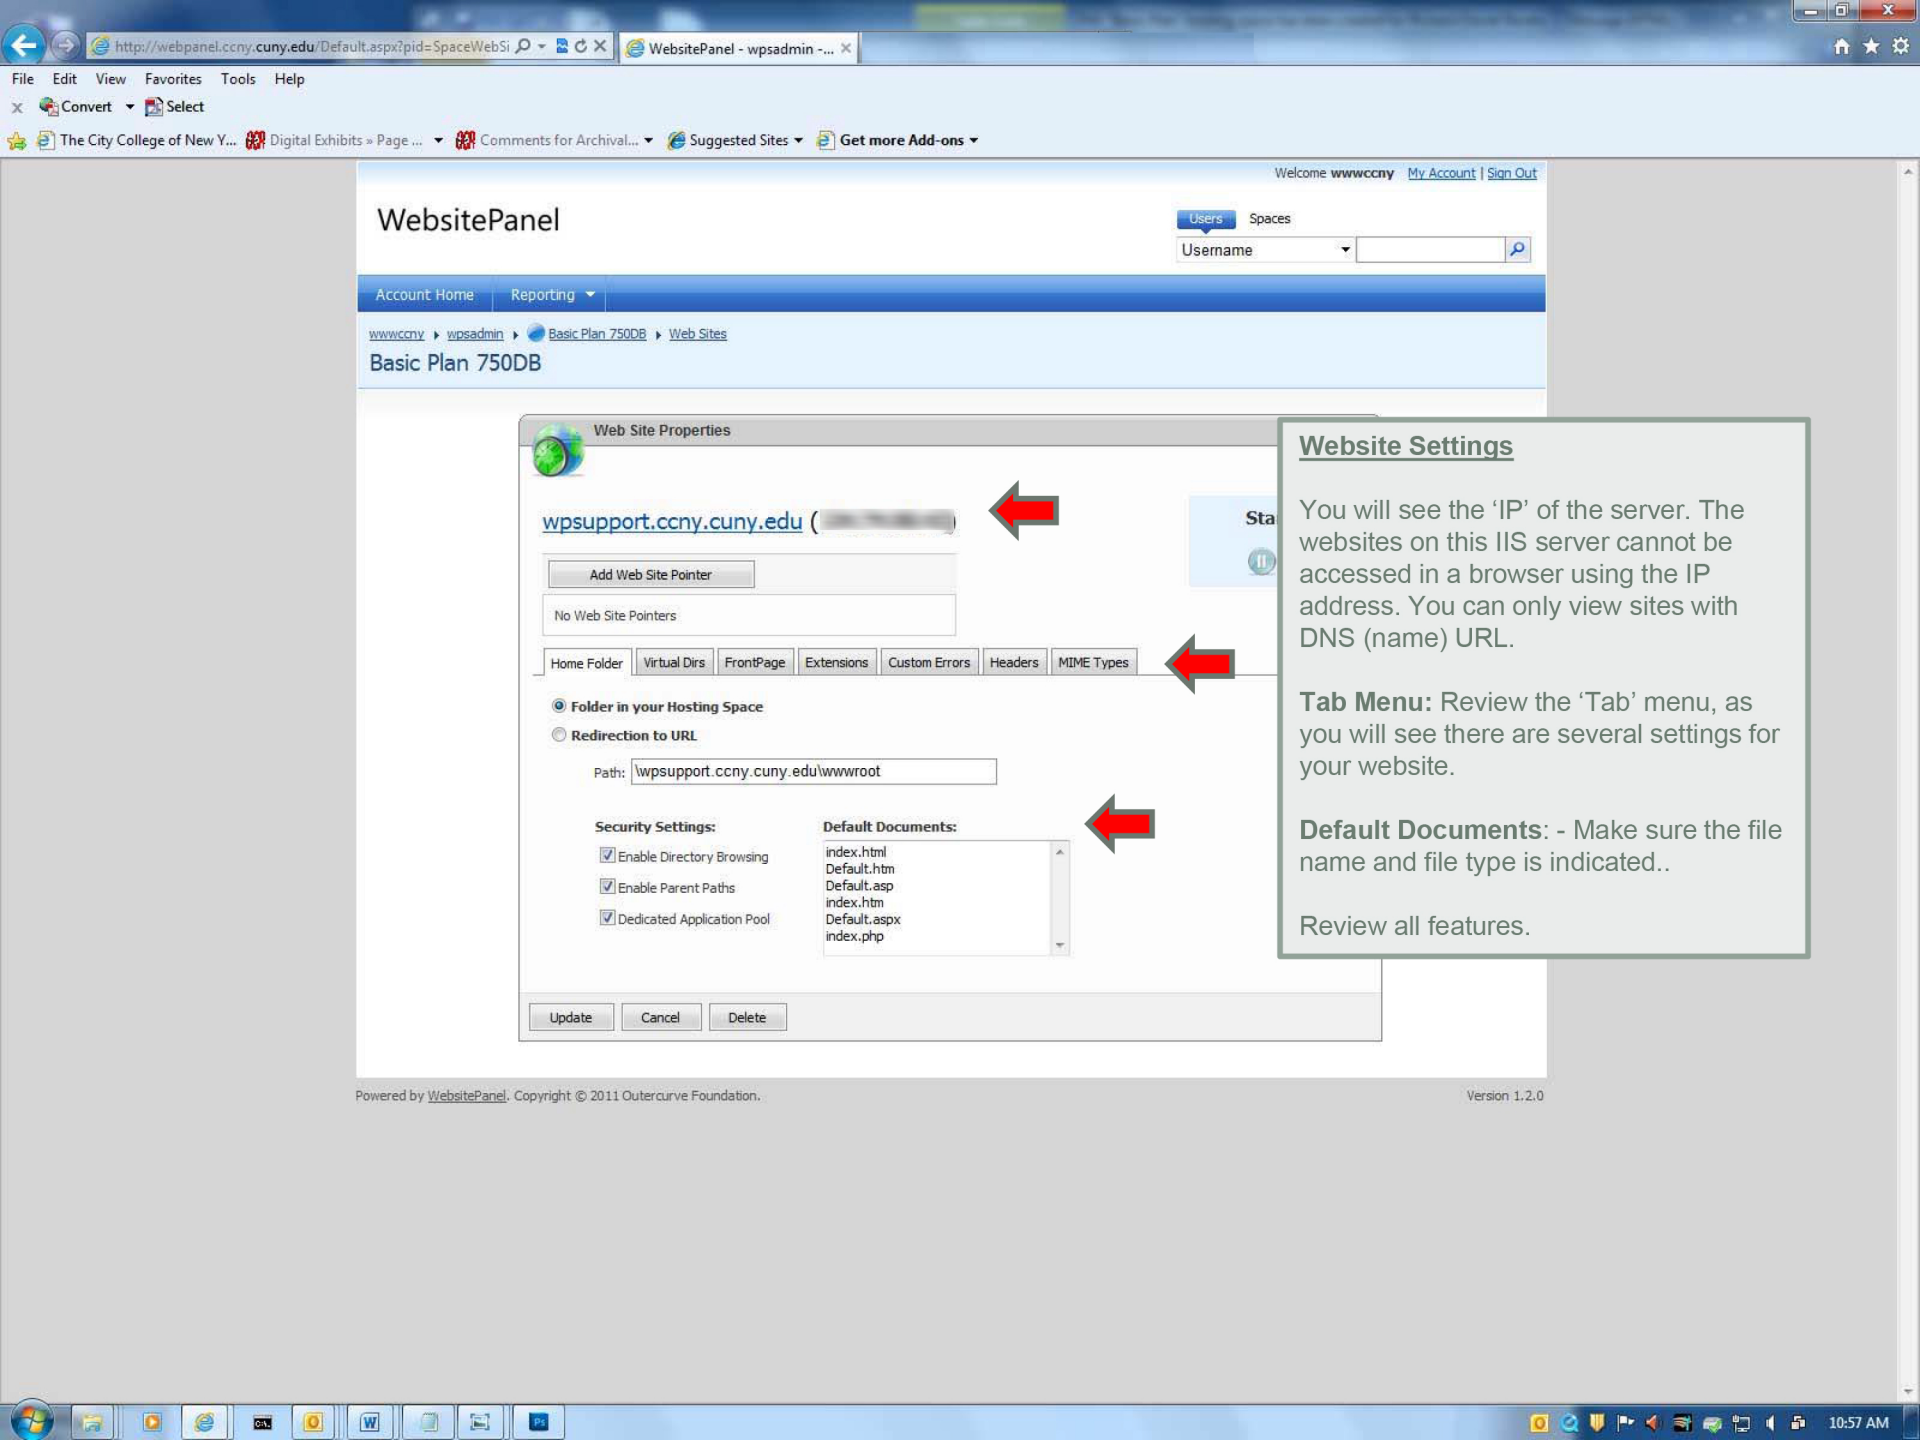 http://webpanel.ccny.cuny.edu/Default.aspx?pid=SpaceWebSi
WebsitePanel - wpsadmin -...
File Edit View Favorites Tools Help
x Convert Select
The City College of New Y... Digital Exhibits » Page ... Comments for Archival... Suggested Sites Get more Add-ons
Welcome wwwccny My Account | Sign Out
WebsitePanel
Users Spaces
Username
Account Home Reporting
wwwccny wpsadmin Basic Plan 750DB Web Sites
Basic Plan 750DB
Web Site Properties
wpsupport.ccny.cuny.edu (
Add Web Site Pointer
No Web Site Pointers
Home Folder Virtual Dirs FrontPage Extensions Custom Errors Headers MIME Types
Folder in your Hosting Space
Redirection to URL
Path: \wpsupport.ccny.cuny.edu\wwwroot
Security Settings:
Enable Directory Browsing
Enable Parent Paths
Dedicated Application Pool
Default Documents:
index.html
Default.htm
Default.asp
index.htm
Default.aspx
index.php
Update Cancel Delete
Sta
Website Settings
You will see the ‘IP’ of the server. The
websites on this IIS server cannot be
accessed in a browser using the IP
address. You can only view sites with
DNS (name) URL.
Tab Menu: Review the ‘Tab’ menu, as
you will see there are several settings for
your website.
Default Documents: - Make sure the file
name and file type is indicated..
Review all features.
Powered by WebsitePanel. Copyright © 2011 Outercurve Foundation.
Version 1.2.0
10:57 AM